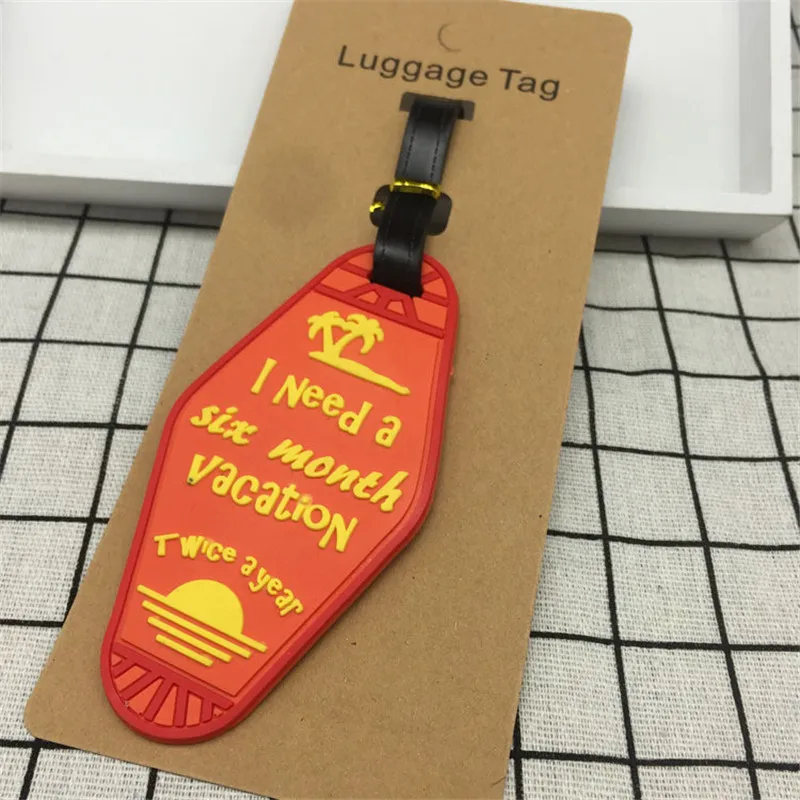 Luggage Tag
I Need a
six month
vacation
Twice a year